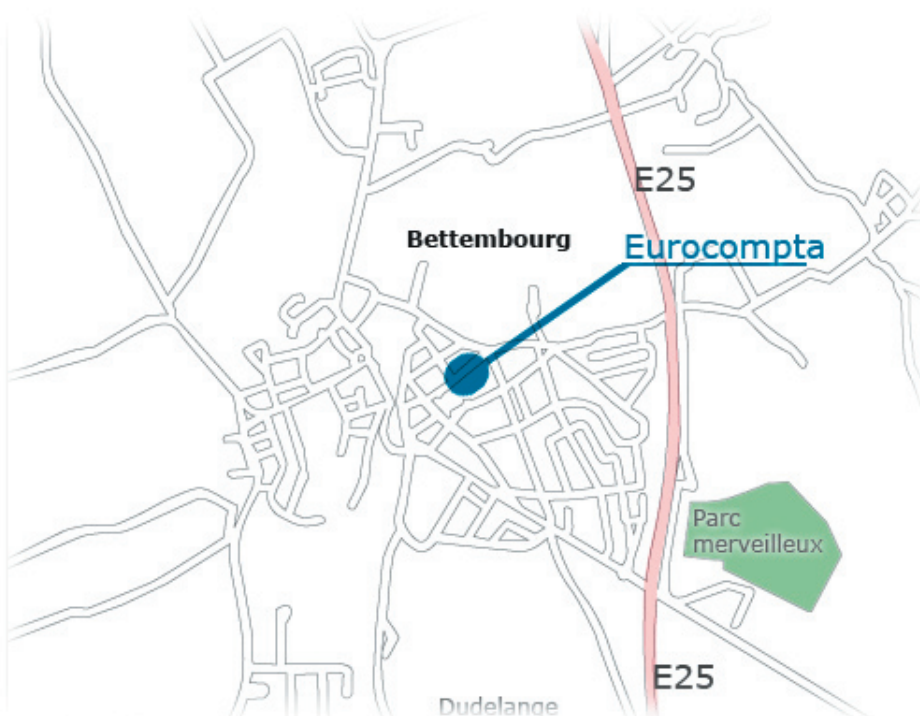 E25
Bettembourg
Eurocompta
Parc
merveilleux
E25
Dudelange